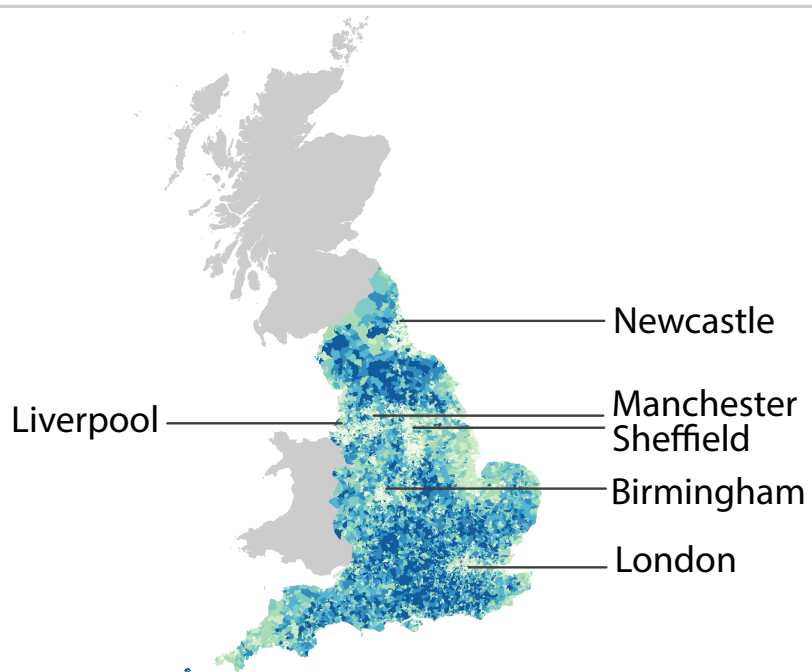 Newcastle
Liverpool
Manchester
Sheffield
Birmingham
London